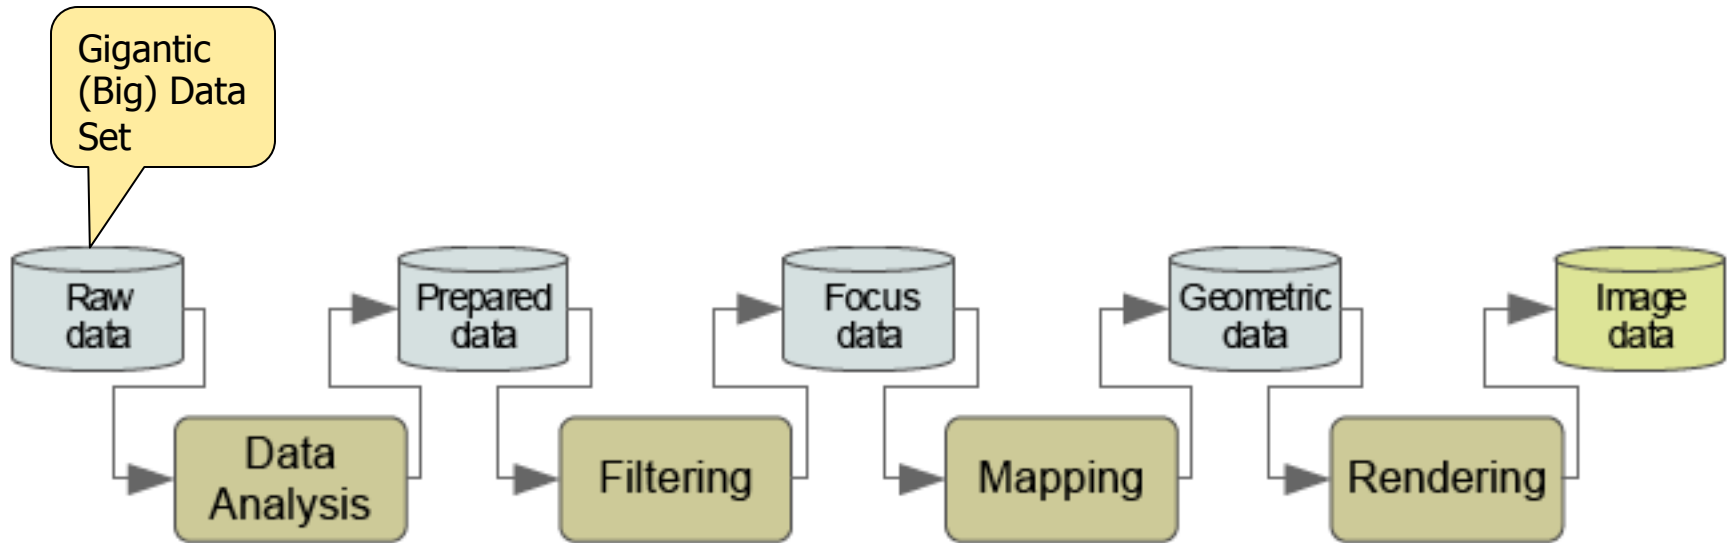 Gigantic
(Big) Data
Set
Raw
data
Prepared
data
Focus
data
Geometric
data
Image
data
Data
Analysis
Filtering
Mapping
Rendering